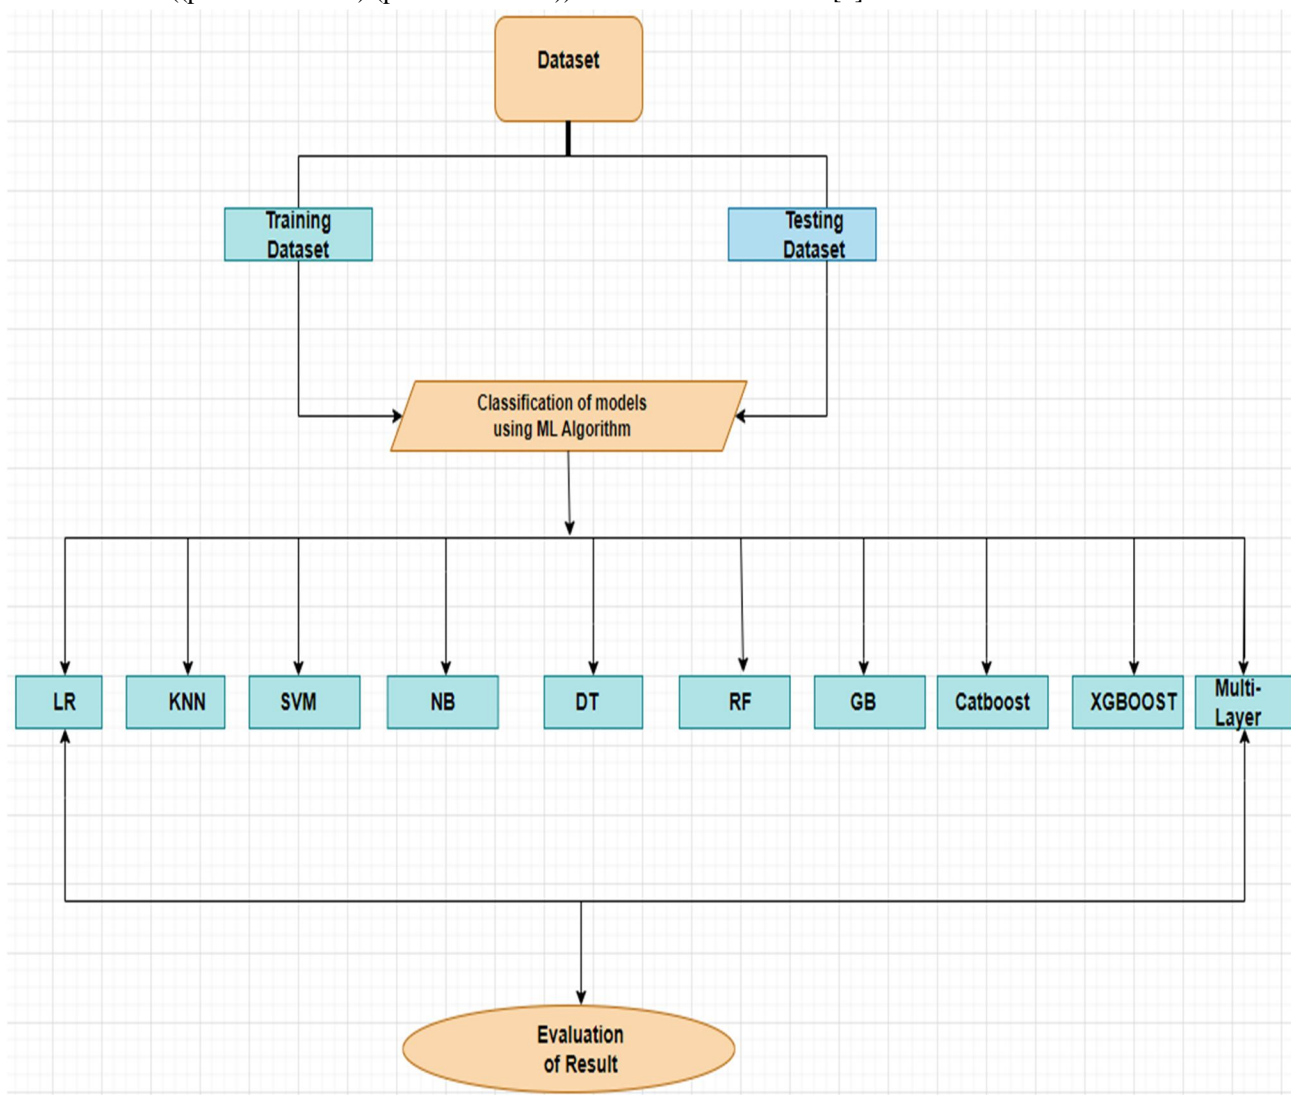 Dataset
Training
Dataset
Testing
Dataset
Classification of models
using ML Algorithm
LR
KNN
SVM
NB
DT
RF
GB
Catboost
XGBOOST
Multi-
Layer
Evaluation
of Result